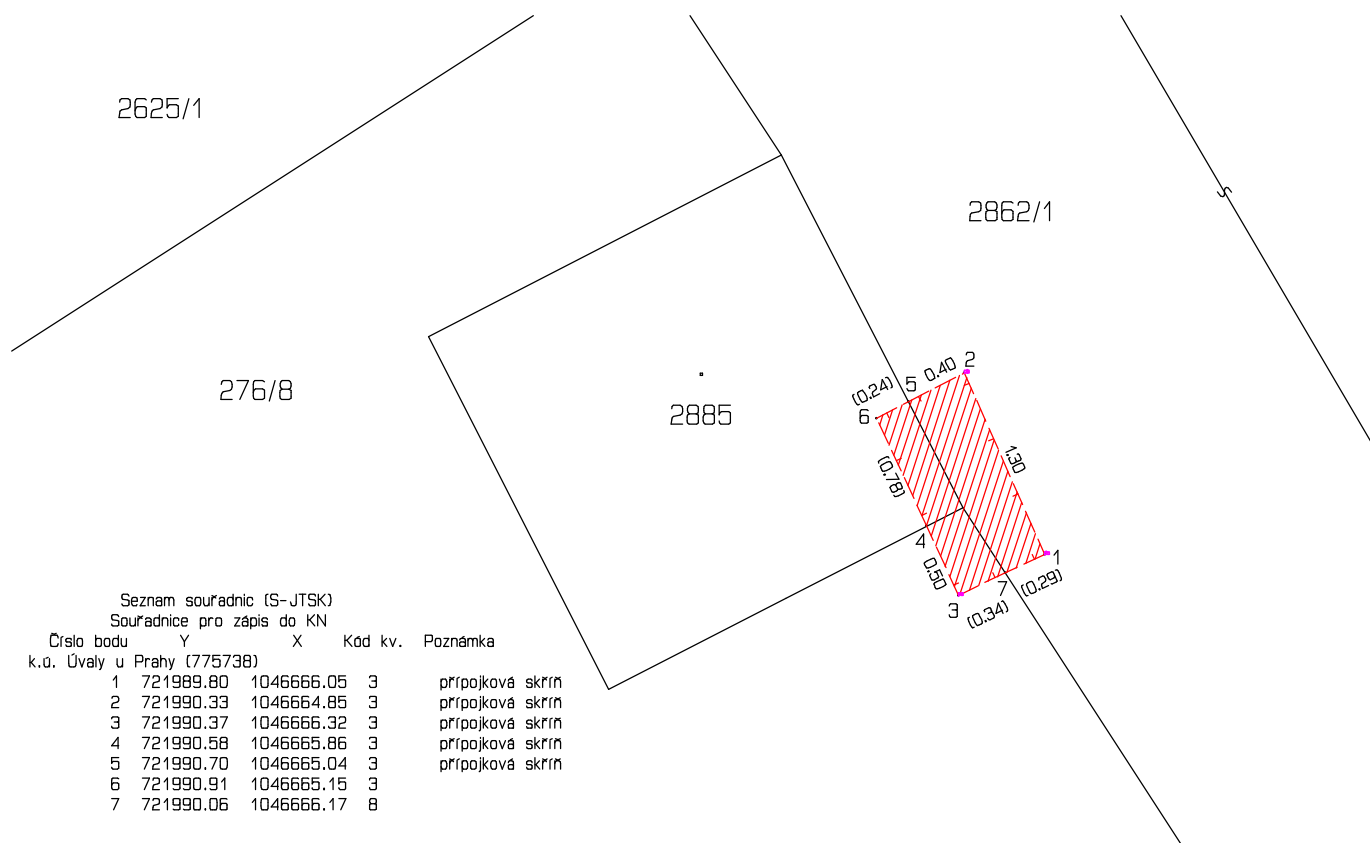 2625/1
2862/1
276/8
2885
S
2
0.40
5
(0.24)
6
1.30
(0.78)
4
1
0.50
7
(0.29)
3
(0.34)
Seznam souřadnic (S-JTSK)
Souřadnice pro zápis do KN
Číslo bodu Y X Kód kv. Poznámka
k.ú. Úvaly u Prahy (775738)
1 721989.80 1046666.05 3 přípojková skříň
2 721990.33 1046664.85 3 přípojková skříň
3 721990.37 1046666.32 3 přípojková skříň
4 721990.58 1046665.86 3 přípojková skříň
5 721990.70 1046665.04 3 přípojková skříň
6 721990.91 1046665.15 3
7 721990.06 1046666.17 8